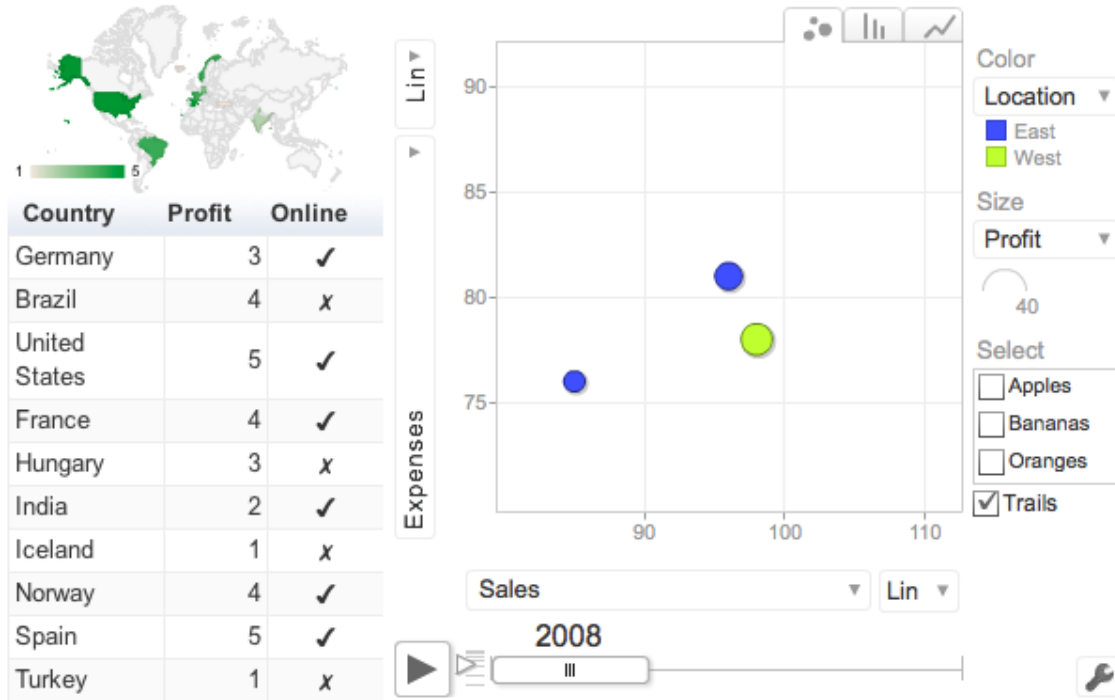 1 5
Country Profit Online
Germany 3 ✓
Brazil 4 ✗
United
States 5 ✓
France 4 ✓
Hungary 3 ✗
India 2 ✓
Iceland 1 ✗
Norway 4 ✓
Spain 5 ✓
Turkey 1 ✗
Lin
Expenses
90
85
80
75
90 100 110
Sales
Lin
2008
Color
Location
East
West
Size
Profit
40
Select
Apples
Bananas
Oranges
Trails